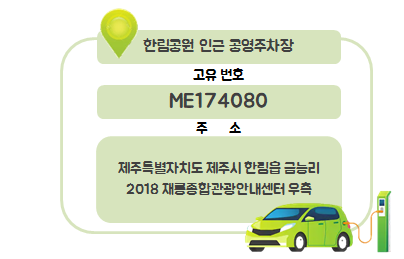 한림공원 인근 공영주차장
고유 번호
ME174080
주 소
제주특별자치도 제주시 한림읍 금능리
2018 재릉종합관광안내센터 우측